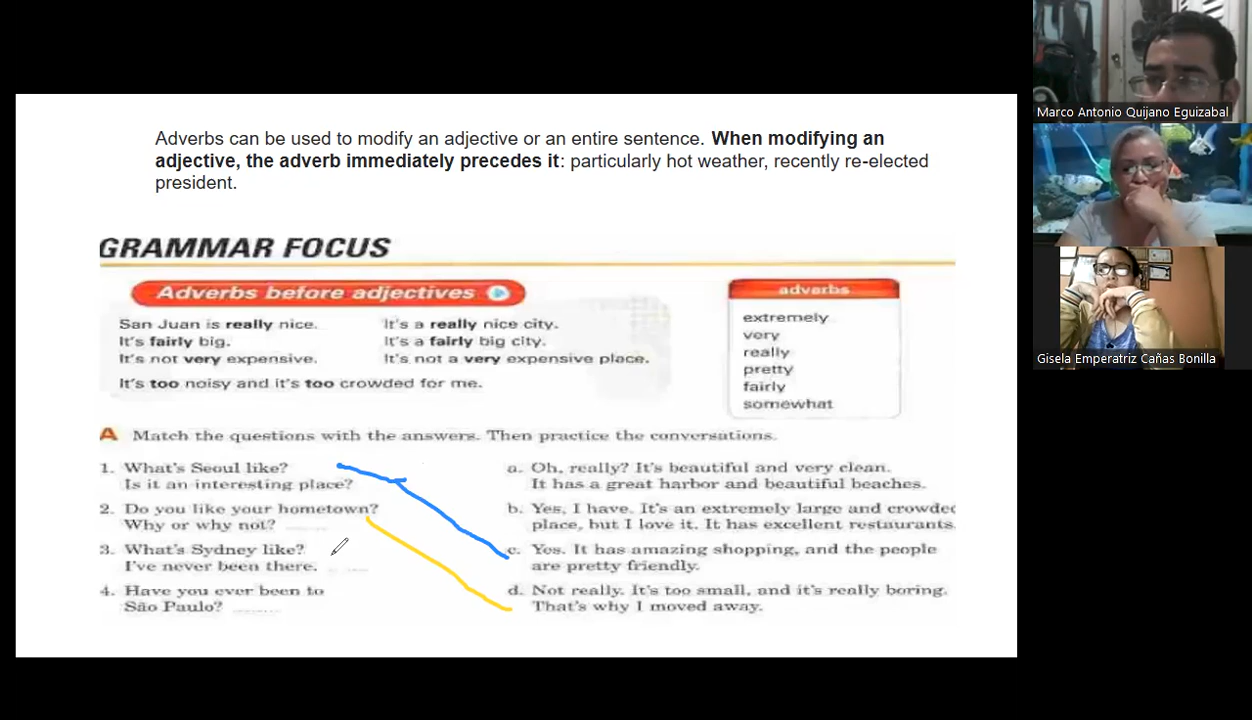 Adverbs can be used to modify an adjective or an entire sentence. When modifying an
adjective, the adverb immediately precedes it: particularly hot weather, recently re-elected
president.
GRAMMAR FOCUS
Adverbs before adjectives
San Juan is really nice. It's a really nice city.
It's fairly big. It's a fairly big city.
It's not very expensive. It's not a very expensive place.
It's too noisy and it's too crowded for me.
adverbs
extremely
very
really
pretty
fairly
somewhat
A Match the questions with the answers. Then practice the conversations.
1. What's Seoul like?
Is it an interesting place?
2. Do you like your hometown?
Why or why not? ........
3. What's Sydney like?
I've never been there. ........
4. Have you ever been to
São Paulo? ........
a. Oh, really? It's beautiful and very clean.
It has a great harbor and beautiful beaches.
b. Yes, I have. It's an extremely large and crowded
place, but I love it. It has excellent restaurants.
c. Yes. It has amazing shopping, and the people
are pretty friendly.
d. Not really. It's too small, and it's really boring.
That's why I moved away.
Marco Antonio Quijano Eguizabal
Gisela Emperatriz Cañas Bonilla